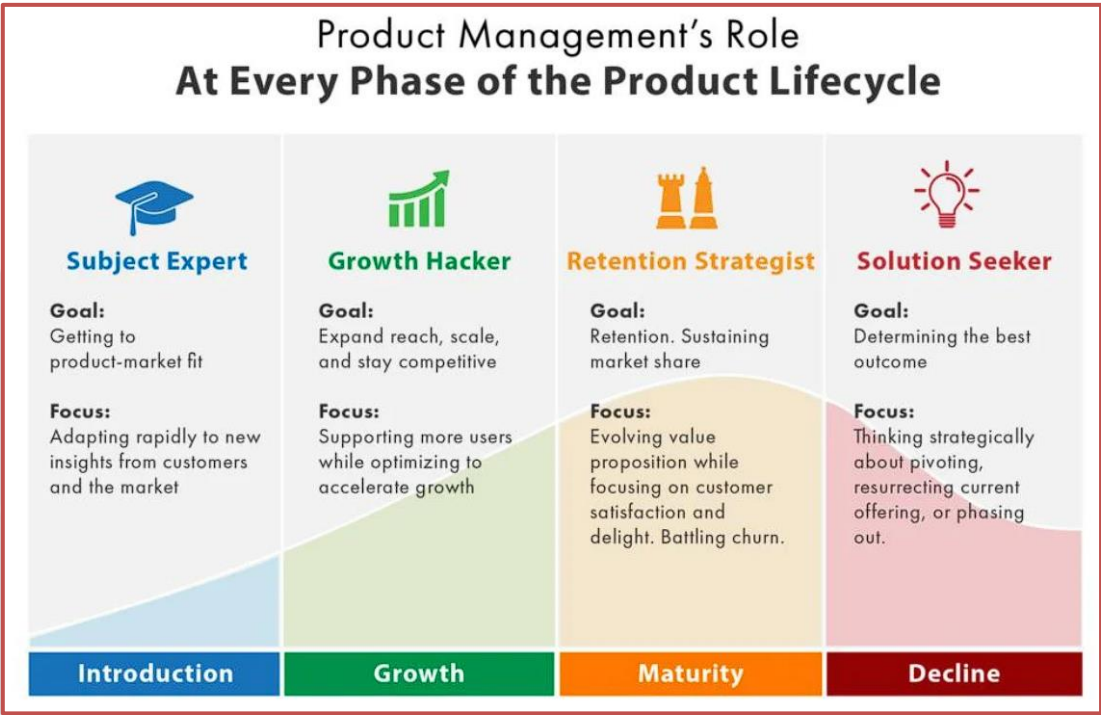 Product Management's Role
At Every Phase of the Product Lifecycle
Subject Expert
Goal:
Getting to
product-market fit
Focus:
Adapting rapidly to new
insights from customers
and the market
Introduction
Growth Hacker
Goal:
Expand reach, scale,
and stay competitive
Focus:
Supporting more users
while optimizing to
accelerate growth
Growth
Retention Strategist
Goal:
Retention. Sustaining
market share
Focus:
Evolving value
proposition while
focusing on customer
satisfaction and
delight. Battling churn.
Maturity
Solution Seeker
Goal:
Determining the best
outcome
Focus:
Thinking strategically
about pivoting,
resurrecting current
offering, or phasing
out.
Decline